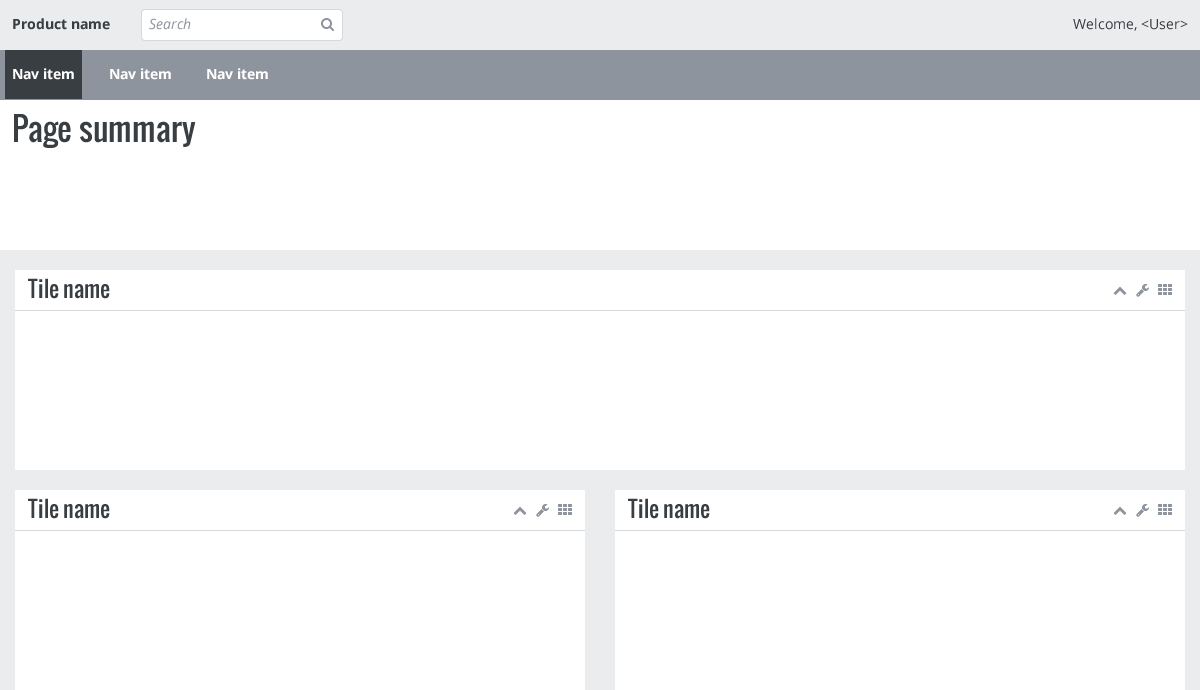 Product name
Search
Welcome, <User>
Nav item
Nav item
Nav item
Page summary
Tile name
Tile name
Tile name